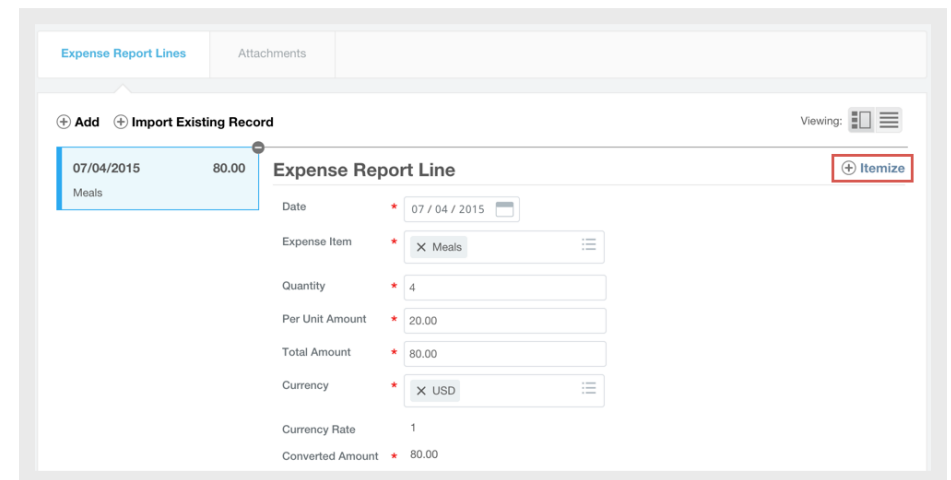 Expense Report Lines Attachments
Add Import Existing Record Viewing:
07/04/2015 80.00
Meals
Expense Report Line Itemize
Date * 07 / 04 / 2015
Expense Item * × Meals
Quantity * 4
Per Unit Amount * 20.00
Total Amount * 80.00
Currency * × USD
Currency Rate 1
Converted Amount * 80.00